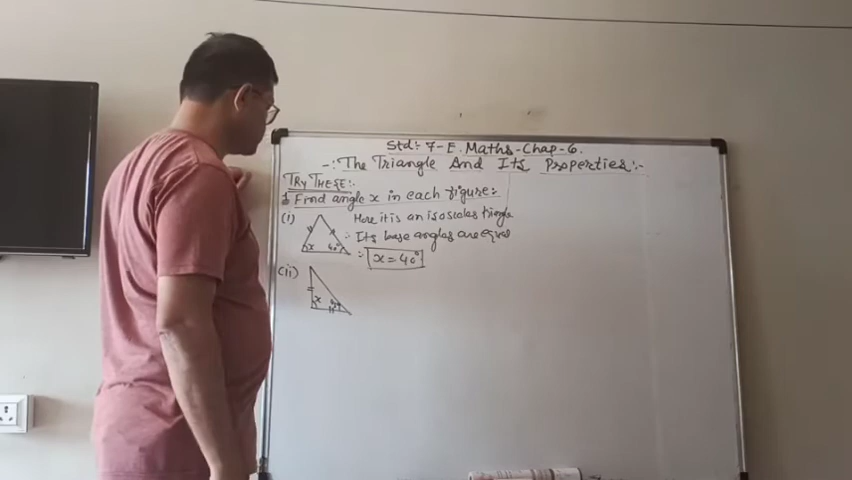 Std:- 7-E. Maths-Chap-6.
-: The Triangle And Its Properties:-
TRY THESE:-
1 Find angle x in each figure:-
(i) Here it is an isosceles triangle
x 40°
∴ Its base angles are equal
∴ x = 40°
(ii)
x